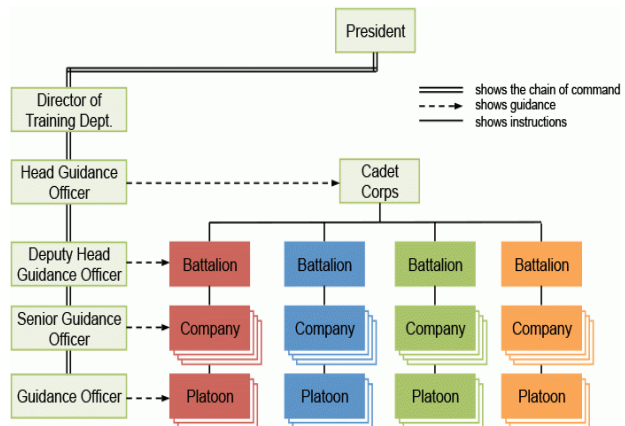 President
Director of
Training Dept.
shows the chain of command
shows guidance
shows instructions
Head Guidance
Officer
Cadet
Corps
Deputy Head
Guidance Officer
Battalion
Battalion
Battalion
Battalion
Senior Guidance
Officer
Company
Company
Company
Company
Guidance Officer
Platoon
Platoon
Platoon
Platoon